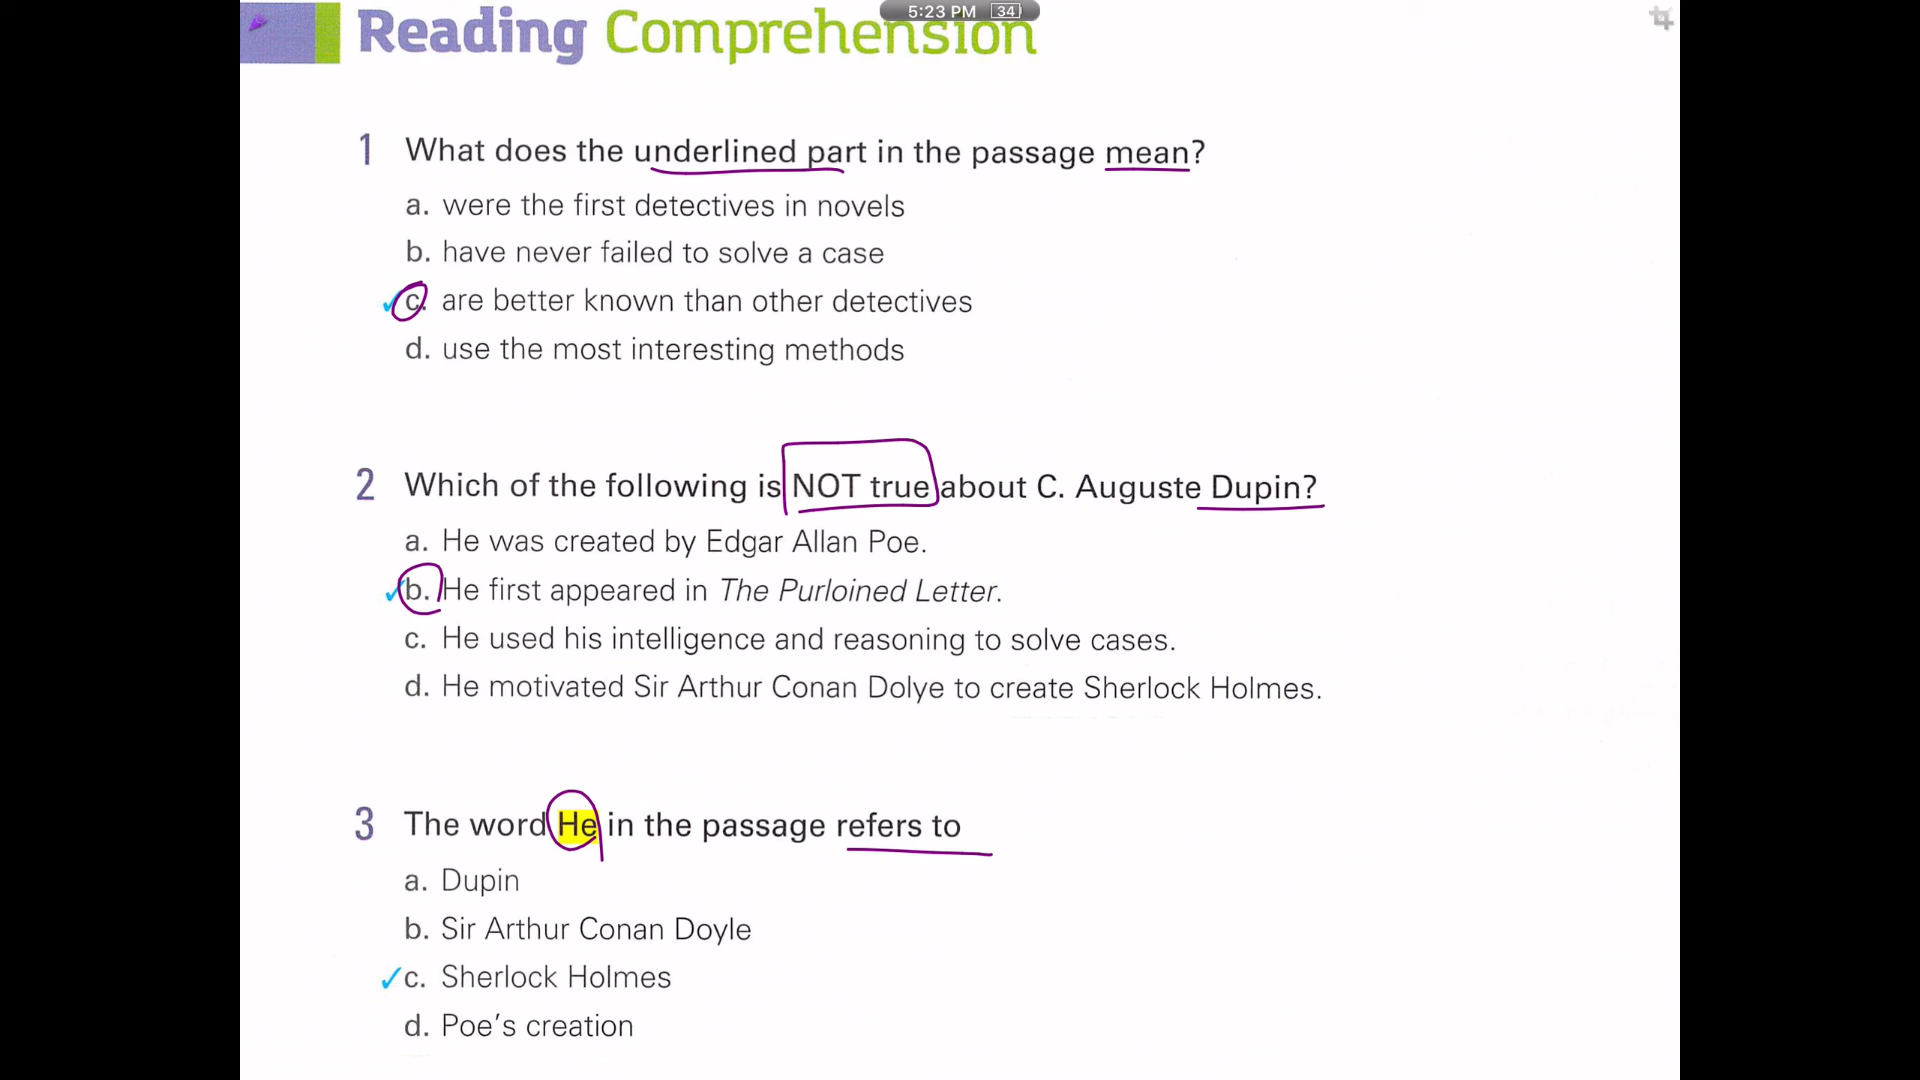 5:23 PM 34
Reading Comprehension
1 What does the underlined part in the passage mean?
a. were the first detectives in novels
b. have never failed to solve a case
✓c. are better known than other detectives
d. use the most interesting methods
2 Which of the following is NOT true about C. Auguste Dupin?
a. He was created by Edgar Allan Poe.
✓b. He first appeared in The Purloined Letter.
c. He used his intelligence and reasoning to solve cases.
d. He motivated Sir Arthur Conan Dolye to create Sherlock Holmes.
3 The word He in the passage refers to
a. Dupin
b. Sir Arthur Conan Doyle
✓c. Sherlock Holmes
d. Poe’s creation